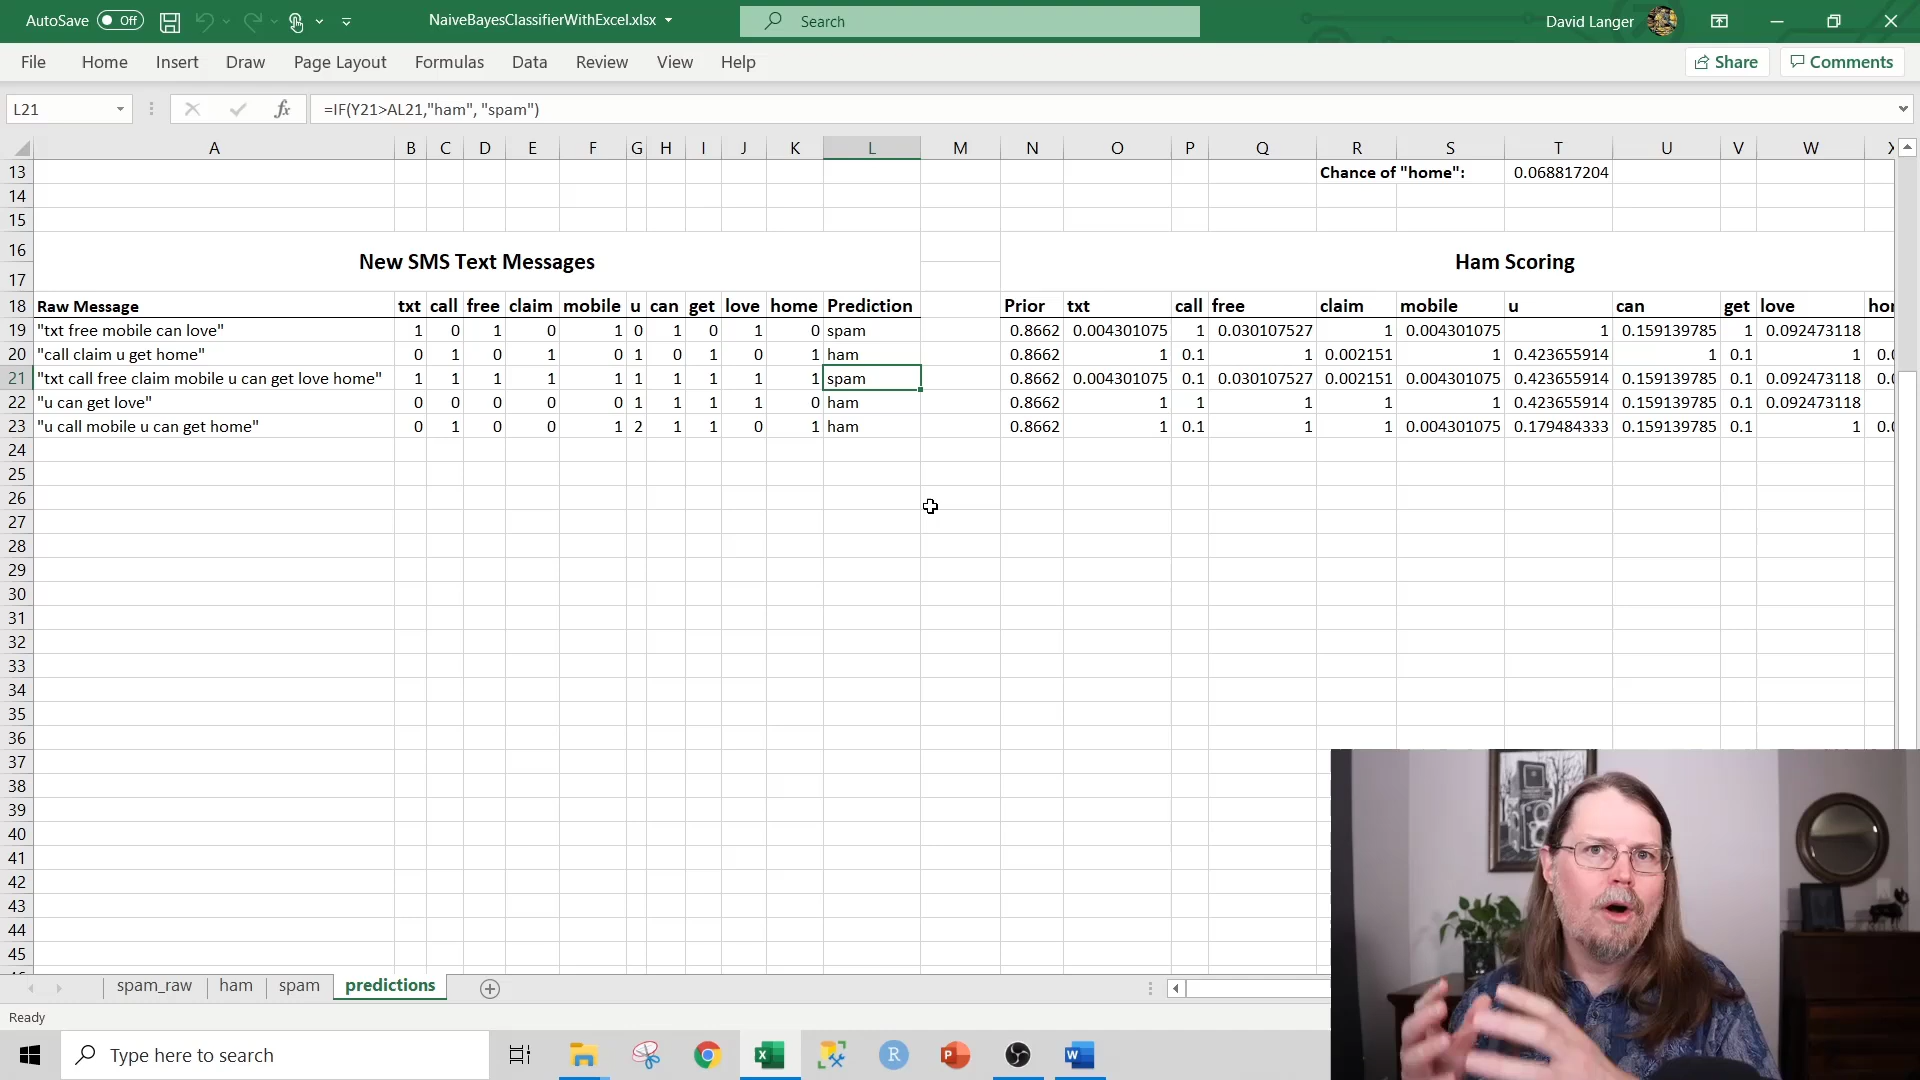 AutoSave Off NaiveBayesClassifierWithExcel.xlsx Search David Langer
File Home Insert Draw Page Layout Formulas Data Review View Help Share Comments
L21 fx =IF(Y21>AL21,"ham", "spam")
A B C D E F G H I J K L M N O P Q R S T U V W X
13 Chance of "home": 0.068817204
14
15
16
New SMS Text Messages Ham Scoring
17
18 Raw Message txt call free claim mobile u can get love home Prediction Prior txt call free claim mobile u can get love
19 "txt free mobile can love" 1 0 1 0 1 0 1 0 1 0 spam 0.8662 0.004301075 1 0.030107527 1 0.004301075 1 0.159139785 1 0.092473118
20 "call claim u get home" 0 1 0 1 0 1 0 1 0 1 ham 0.8662 1 0.1 1 0.002151 1 0.423655914 1 0.1 1
21 "txt call free claim mobile u can get love home" 1 1 1 1 1 1 1 1 1 1 spam 0.8662 0.004301075 0.1 0.030107527 0.002151 0.004301075 0.423655914 0.159139785 0.1 0.092473118
22 "u can get love" 0 0 0 0 0 1 1 1 1 0 ham 0.8662 1 1 1 1 1 0.423655914 0.159139785 0.1 0.092473118
23 "u call mobile u can get home" 0 1 0 0 1 2 1 1 0 1 ham 0.8662 1 0.1 1 1 0.004301075 0.179484333 0.159139785 0.1 1
24
25
26
27
28
29
30
31
32
33
34
35
36
37
38
39
40
41
42
43
44
45
spam_raw ham spam predictions
Ready
Type here to search